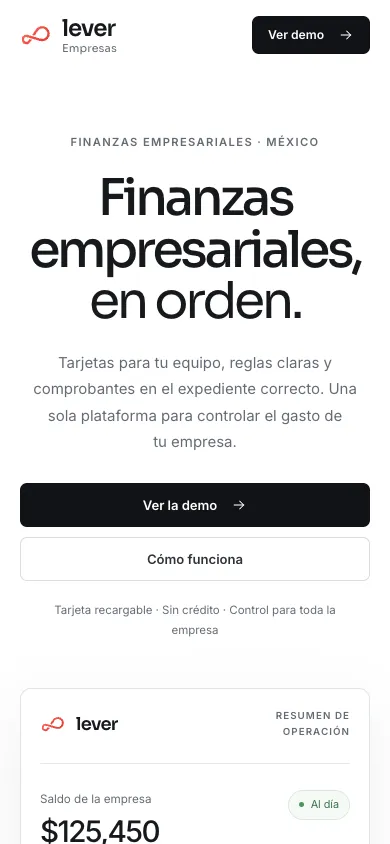 lever
Empresas
Ver demo →
FINANZAS EMPRESARIALES · MÉXICO
Finanzas
empresariales,
en orden.
Tarjetas para tu equipo, reglas claras y
comprobantes en el expediente correcto. Una
sola plataforma para controlar el gasto de
tu empresa.
Ver la demo →
Cómo funciona
Tarjeta recargable · Sin crédito · Control para toda la
empresa
lever
RESUMEN DE
OPERACIÓN
Saldo de la empresa
Al día
$125,450